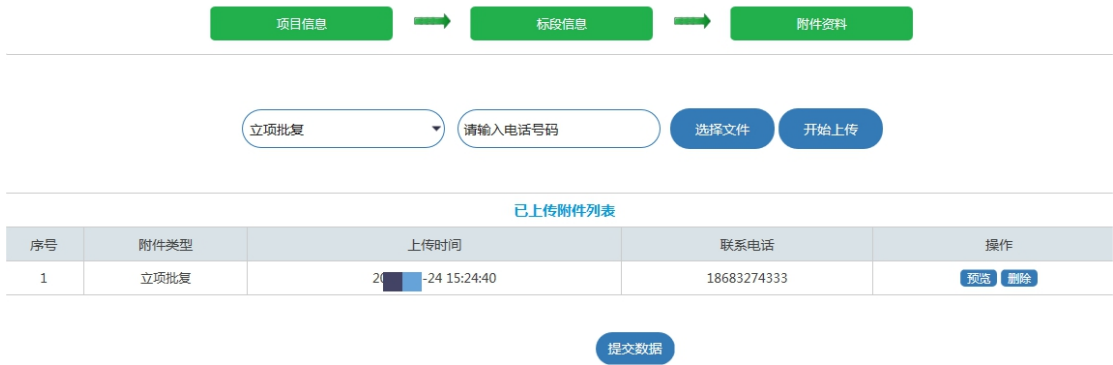 项目信息 标段信息 附件资料
立项批复 请输入电话号码 选择文件 开始上传
已上传附件列表
序号 附件类型 上传时间 联系电话 操作
1 立项批复 20 -24 15:24:40 18683274333 预览 删除
提交数据